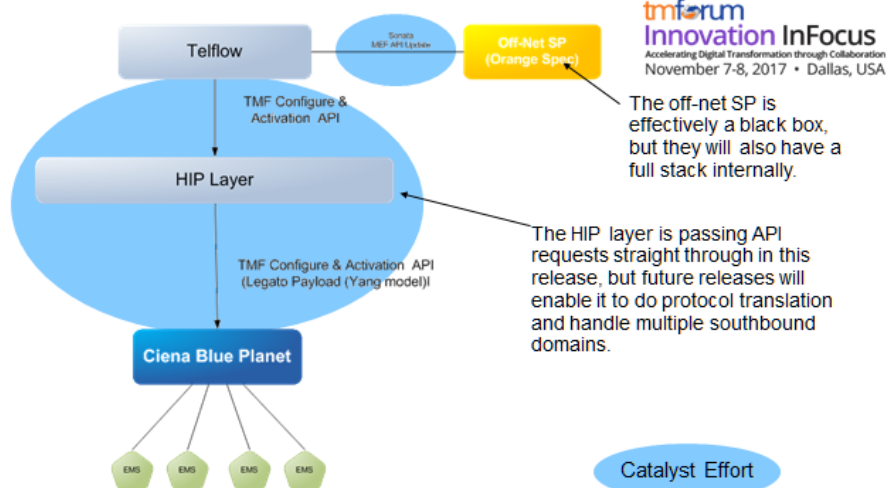 tmforum
Innovation InFocus
Accelerating Digital Transformation through Collaboration
November 7-8, 2017 • Dallas, USA
Telflow
Sonata
MEF API Update
Off-Net SP
(Orange Spec)
The off-net SP is
effectively a black box,
but they will also have a
full stack internally.
TMF Configure &
Activation API
HIP Layer
The HIP layer is passing API
requests straight through in this
release, but future releases will
enable it to do protocol translation
and handle multiple southbound
domains.
TMF Configure & Activation API
(Legato Payload (Yang model)l
Ciena Blue Planet
EMS
EMS
EMS
EMS
Catalyst Effort